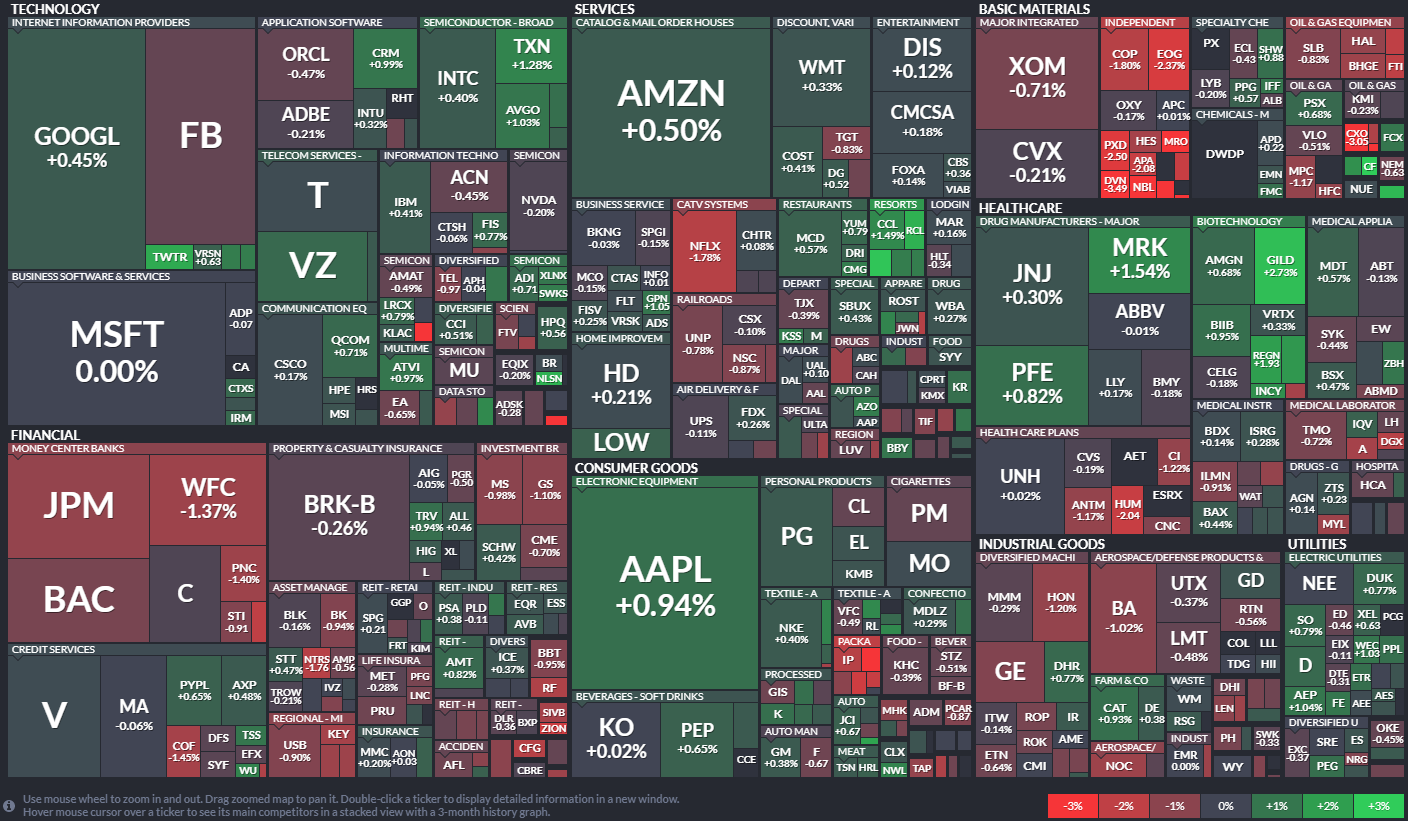 TECHNOLOGY
INTERNET INFORMATION PROVIDERS
GOOGL
+0.45%
FB
TWTR
VRSN
+0.63
APPLICATION SOFTWARE
ORCL
-0.47%
CRM
+0.99%
ADBE
-0.21%
INTU
+0.32%
RHT
SEMICONDUCTOR - BROAD
INTC
+0.40%
TXN
+1.28%
AVGO
+1.03%
TELECOM SERVICES -
T
VZ
INFORMATION TECHNO
IBM
+0.41%
ACN
-0.45%
CTSH
-0.06%
FIS
+0.77%
SEMICON
NVDA
-0.20%
BUSINESS SOFTWARE & SERVICES
MSFT
0.00%
ADP
-0.07
CA
CTXS
IRM
COMMUNICATION EQ
CSCO
+0.17%
QCOM
+0.71%
HPE
HRS
MSI
SEMICON
AMAT
-0.49%
LRCX
+0.79%
KLAC
DIVERSIFIED
TEL
-0.97
APH
-0.04
SEMICON
ADI
+0.71
XLNX
SWKS
DIVERSIFIE
CCI
+0.51%
SCIEN
FTV
HPQ
+0.56
MULTIME
ATVI
+0.97%
EA
-0.65%
SEMICON
MU
EQIX
-0.20%
BR
NLSN
DATA STO
ADSK
-0.28
FINANCIAL
MONEY CENTER BANKS
JPM
WFC
-1.37%
BAC
C
PNC
-1.40%
STI
-0.91
PROPERTY & CASUALTY INSURANCE
BRK-B
-0.26%
AIG
-0.05%
PGR
-0.50
TRV
+0.94%
ALL
+0.46
HIG
XL
L
INVESTMENT BR
MS
-0.98%
GS
-1.10%
SCHW
+0.42%
CME
-0.70%
CREDIT SERVICES
V
MA
-0.06%
PYPL
+0.65%
AXP
+0.48%
COF
-1.45%
DFS
SYF
TSS
EFX
WU
ASSET MANAGE
BLK
-0.16%
BK
-0.94%
STT
+0.47%
NTRS
-1.76
AMP
-0.56
TROW
-0.21%
IVZ
REGIONAL - MI
USB
-0.90%
KEY
REIT - RETAI
SPG
+0.21
GGP
O
FRT
KIM
LIFE INSURA
MET
-0.28%
PFG
LNC
PRU
INSURANCE
MMC
+0.20%
AON
+0.03
REIT - INDU
PSA
+0.38
PLD
-0.11
REIT - RES
EQR
ESS
AVB
REIT -
AMT
+0.82%
DIVERS
ICE
+0.37%
BBT
-0.95%
RF
REIT - H
REIT -
DLR
-0.36
BXP
SIVB
ZION
ACCIDEN
AFL
CFG
CBRE
SERVICES
CATALOG & MAIL ORDER HOUSES
AMZN
+0.50%
DISCOUNT, VARI
WMT
+0.33%
COST
+0.41%
TGT
-0.83%
DG
+0.52
ENTERTAINMENT
DIS
+0.12%
CMCSA
+0.18%
FOXA
+0.14%
CBS
+0.36
VIAB
BUSINESS SERVICE
BKNG
-0.03%
SPGI
-0.15%
MCO
-0.15%
CTAS
INFO
+0.01
FLT
GPN
+1.05
FISV
+0.25%
VRSK
ADS
CATV SYSTEMS
NFLX
-1.78%
CHTR
+0.08%
RESTAURANTS
MCD
+0.57%
YUM
+0.79
DRI
CMG
RESORTS
CCL
+1.49%
RCL
LODGIN
MAR
+0.16%
HLT
-0.34
HOME IMPROVEM
HD
+0.21%
LOW
RAILROADS
UNP
-0.78%
CSX
-0.10%
NSC
-0.87%
DEPART
TJX
-0.39%
KSS
M
SPECIAL
SBUX
+0.43%
APPARE
ROST
JWN
DRUG
WBA
+0.27%
AIR DELIVERY & F
UPS
-0.11%
FDX
+0.26%
MAJOR
DAL
UAL
+0.10
AAL
DRUGS
ABC
CAH
INDUST
FOOD
SYY
SPECIAL
ULTA
AUTO P
AZO
AAP
CPRT
KMX
KR
REGION
LUV
TIF
BBY
CONSUMER GOODS
ELECTRONIC EQUIPMENT
AAPL
+0.94%
PERSONAL PRODUCTS
PG
CL
EL
KMB
CIGARETTES
PM
MO
TEXTILE - A
NKE
+0.40%
TEXTILE - A
VFC
-0.49
RL
CONFECTIO
MDLZ
+0.29%
BEVERAGES - SOFT DRINKS
KO
+0.02%
PEP
+0.65%
CCE
PROCESSED
GIS
K
PACKA
IP
FOOD -
KHC
-0.39%
BEVER
STZ
-0.51%
BF-B
AUTO MAN
GM
+0.38%
F
-0.67
AUTO
JCI
+0.67
MEAT
TSN
HRL
MHK
ADM
PCAR
-0.87
CLX
NWL
TAP
BASIC MATERIALS
MAJOR INTEGRATED
XOM
-0.71%
CVX
-0.21%
INDEPENDENT
COP
-1.80%
EOG
-2.37%
OXY
-0.17%
APC
+0.01%
PXD
-2.50
HES
MRO
APA
-2.08
DVN
-3.49
NBL
SPECIALTY CHE
PX
ECL
-0.43
SHW
+0.88
LYB
-0.20%
PPG
+0.57
IFF
ALB
CHEMICALS - M
DWDP
APD
+0.22
EMN
FMC
OIL & GAS EQUIPMEN
SLB
-0.83%
HAL
BHGE
FTI
OIL & GA
PSX
+0.68%
VLO
-0.51%
MPC
-1.17
HFC
OIL & GAS
KMI
-0.23%
CXO
-3.05
FCX
CF
NEM
-0.63
NUE
HEALTHCARE
DRUG MANUFACTURERS - MAJOR
JNJ
+0.30%
MRK
+1.54%
ABBV
-0.01%
PFE
+0.82%
LLY
+0.17%
BMY
-0.18%
BIOTECHNOLOGY
AMGN
+0.68%
GILD
+2.73%
BIIB
+0.95%
VRTX
+0.33%
REGN
+1.93
CELG
-0.18%
INCY
MEDICAL APPLIA
MDT
+0.57%
ABT
-0.13%
SYK
-0.44%
EW
ZBH
BSX
+0.47%
ABMD
HEALTH CARE PLANS
UNH
+0.02%
CVS
-0.19%
AET
CI
-1.22%
ANTM
-1.17%
HUM
-2.04
ESRX
CNC
MEDICAL INSTR
BDX
+0.14%
ISRG
+0.28%
ILMN
-0.91%
WAT
BAX
+0.44%
MEDICAL LABORATOR
TMO
-0.72%
IQV
LH
A
DGX
DRUGS - G
AGN
+0.14
ZTS
+0.23
MYL
HOSPITA
HCA
INDUSTRIAL GOODS
DIVERSIFIED MACHI
MMM
-0.29%
HON
-1.20%
GE
DHR
+0.77%
ITW
-0.14%
ROP
IR
ROK
AME
ETN
-0.64%
CMI
AEROSPACE/DEFENSE PRODUCTS &
BA
-1.02%
UTX
-0.37%
GD
LMT
-0.48%
RTN
-0.56%
COL
LLL
TDG
HII
FARM & CO
CAT
+0.93%
DE
+0.38
AEROSPACE/
NOC
WASTE
WM
RSG
INDUST
EMR
0.00%
DHI
LEN
PH
SWK
-0.33
WY
UTILITIES
ELECTRIC UTILITIES
NEE
DUK
+0.77%
SO
+0.79%
ED
-0.46
XEL
+0.63
PCG
D
EIX
-0.11
WEC
+1.03
PPL
DTE
-0.31
ETR
AEP
+1.04%
FE
AEE
AES
DIVERSIFIED U
EXC
-0.37
SRE
ES
OKE
-0.45%
PEG
NRG
Use mouse wheel to zoom in and out. Drag zoomed map to pan it. Double-click a ticker to display detailed information in a new window.
Hover mouse cursor over a ticker to see its main competitors in a stacked view with a 3-month history graph.
-3%
-2%
-1%
0%
+1%
+2%
+3%